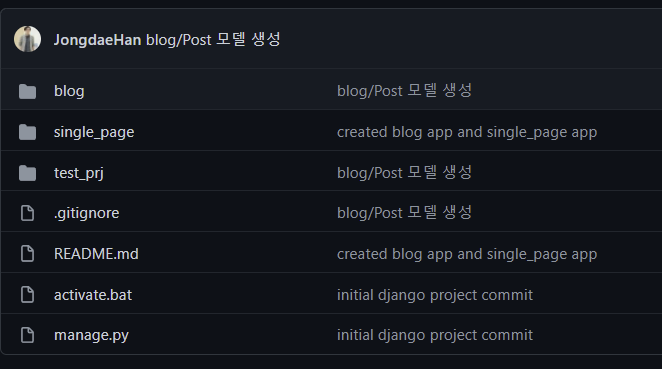 JongdaeHan blog/Post 모델 생성
blog blog/Post 모델 생성
single_page created blog app and single_page app
test_prj blog/Post 모델 생성
.gitignore blog/Post 모델 생성
README.md created blog app and single_page app
activate.bat initial django project commit
manage.py initial django project commit